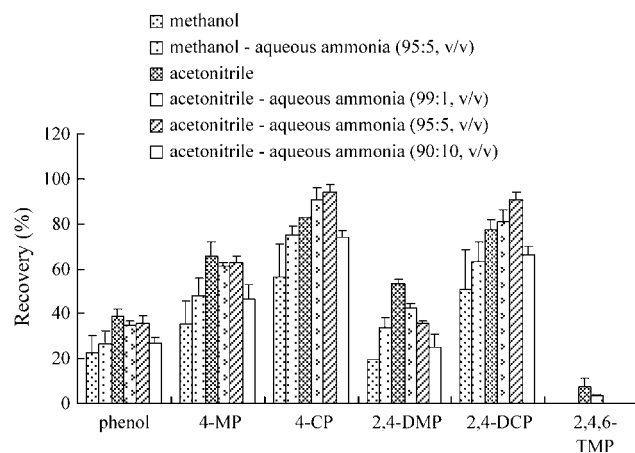 methanol
methanol - aqueous ammonia (95:5, v/v)
acetonitrile
acetonitrile - aqueous ammonia (99:1, v/v)
acetonitrile - aqueous ammonia (95:5, v/v)
acetonitrile - aqueous ammonia (90:10, v/v)
120
100
80
60
40
20
0
Recovery (%)
phenol
4-MP
4-CP
2,4-DMP
2,4-DCP
2,4,6-
TMP